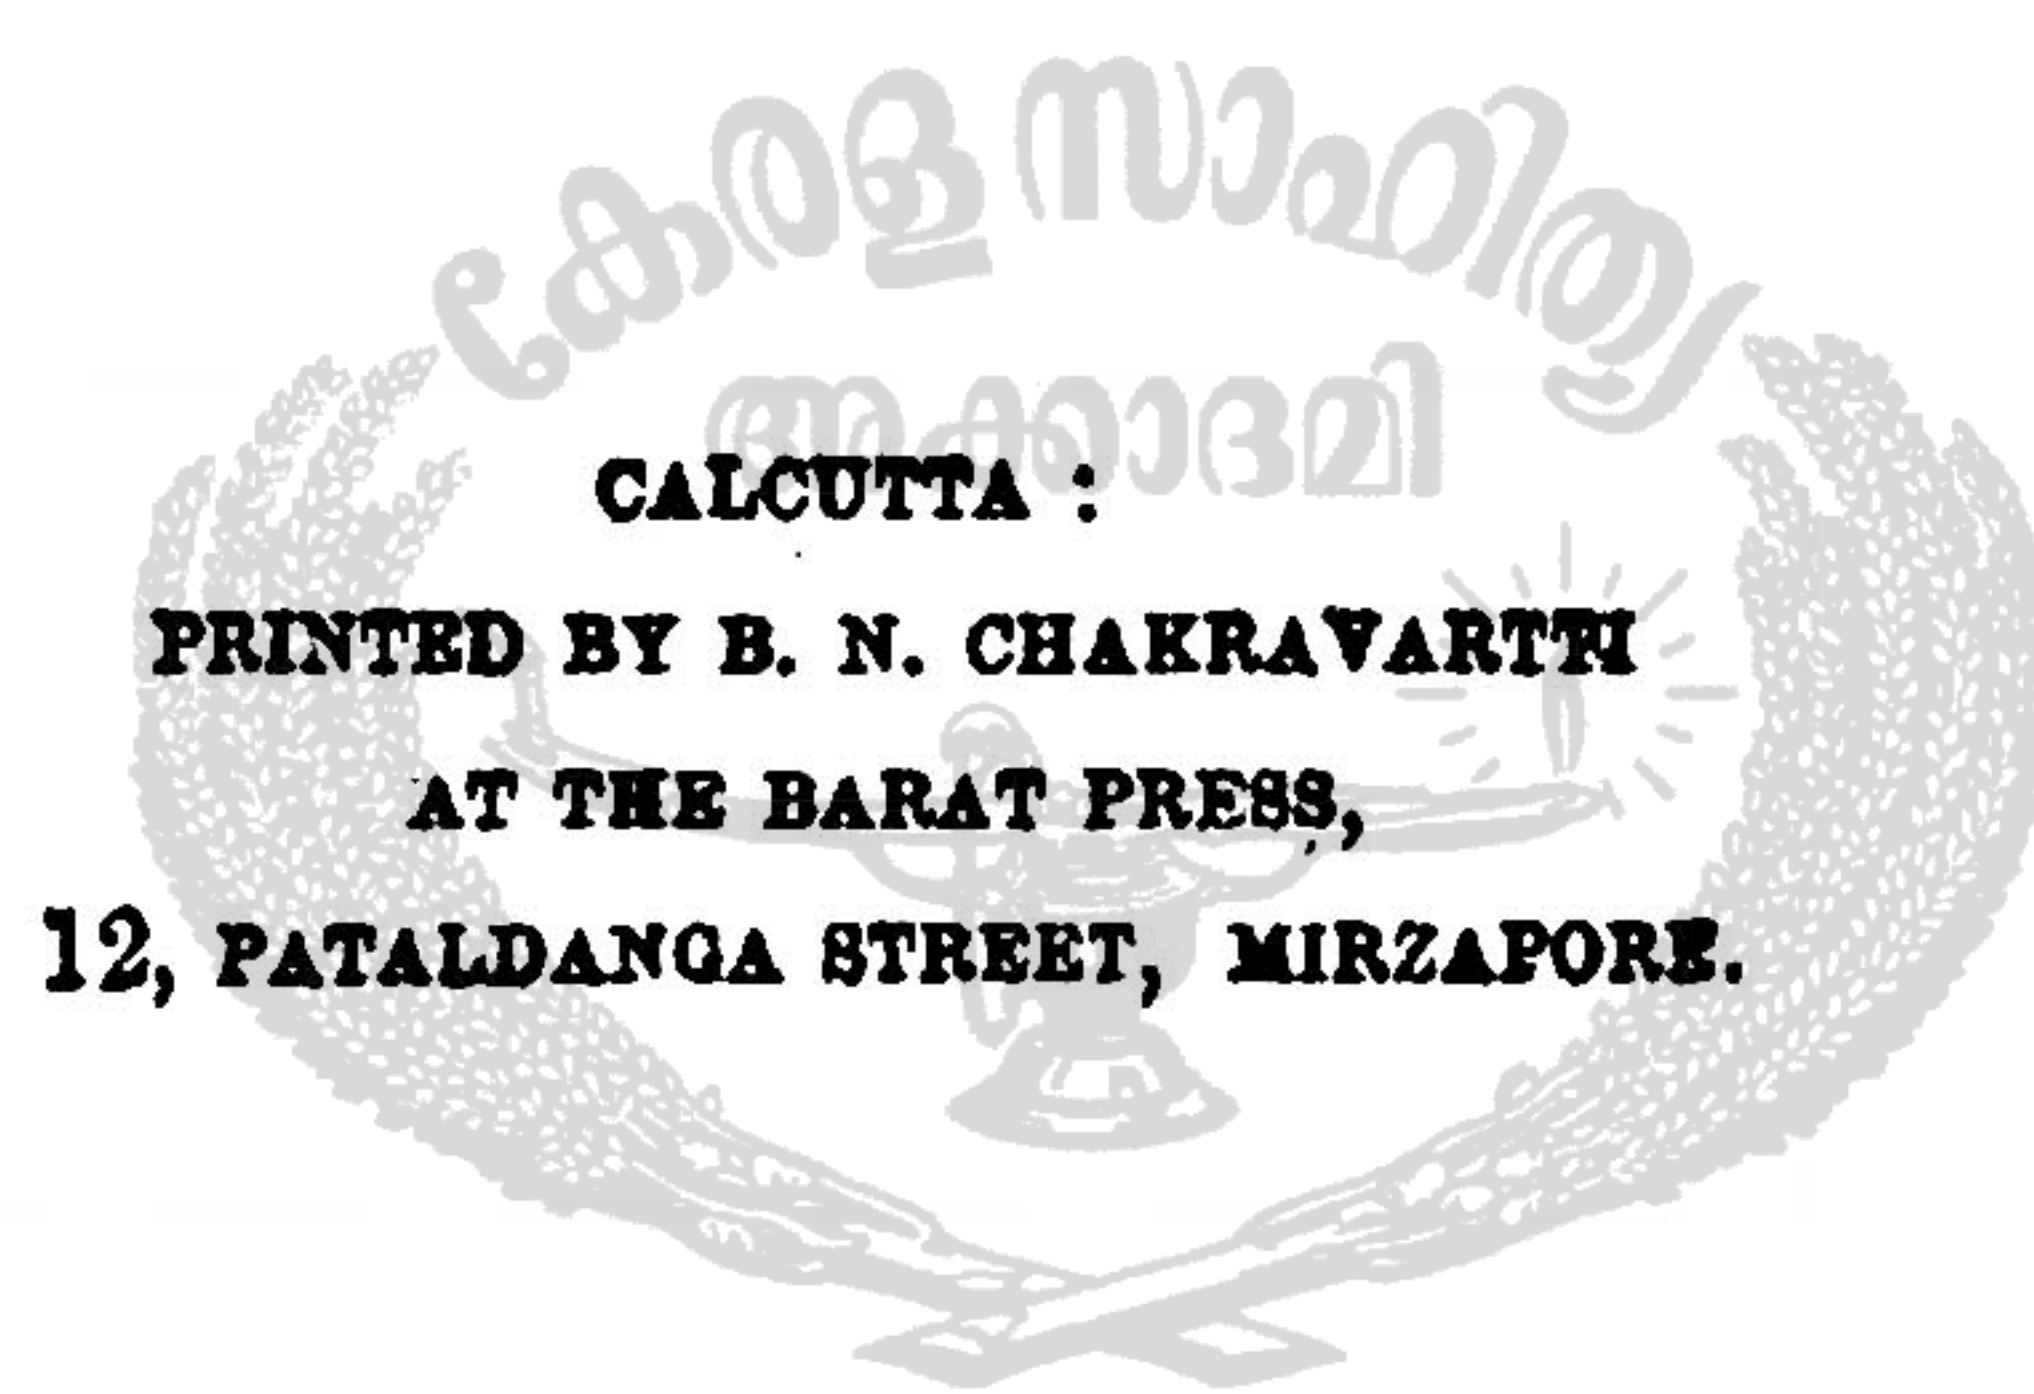 കേരള സാഹിത്യ
അക്കാദമി
CALCUTTA :
PRINTED BY B. N. CHAKRAVARTTI
AT THE BARAT PRESS,
12, PATALDANGA STREET, MIRZAPORE.